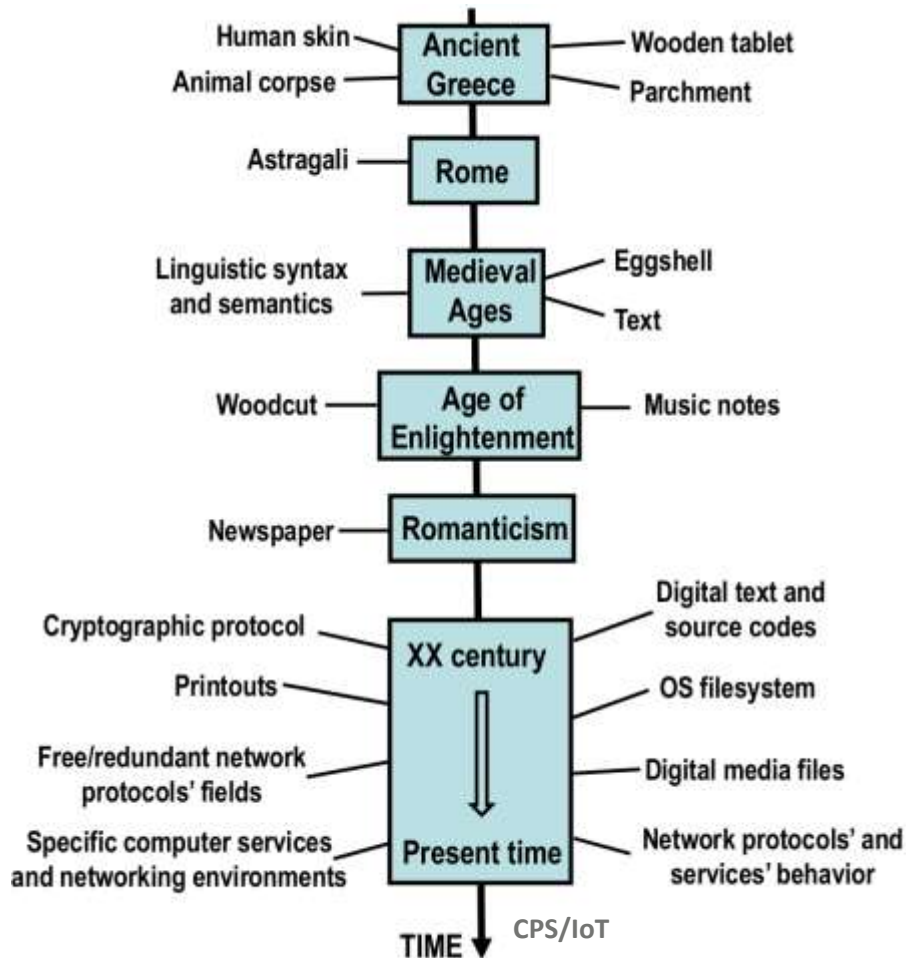 Human skin
Ancient
Greece
Wooden tablet
Animal corpse
Parchment
Astragali
Rome
Linguistic syntax
and semantics
Medieval
Ages
Eggshell
Text
Woodcut
Age of
Enlightenment
Music notes
Newspaper
Romanticism
Cryptographic protocol
XX century
Digital text and
source codes
Printouts
OS filesystem
Free/redundant network
protocols' fields
Digital media files
Specific computer services
and networking environments
Present time
Network protocols' and
services' behavior
TIME
CPS/IoT